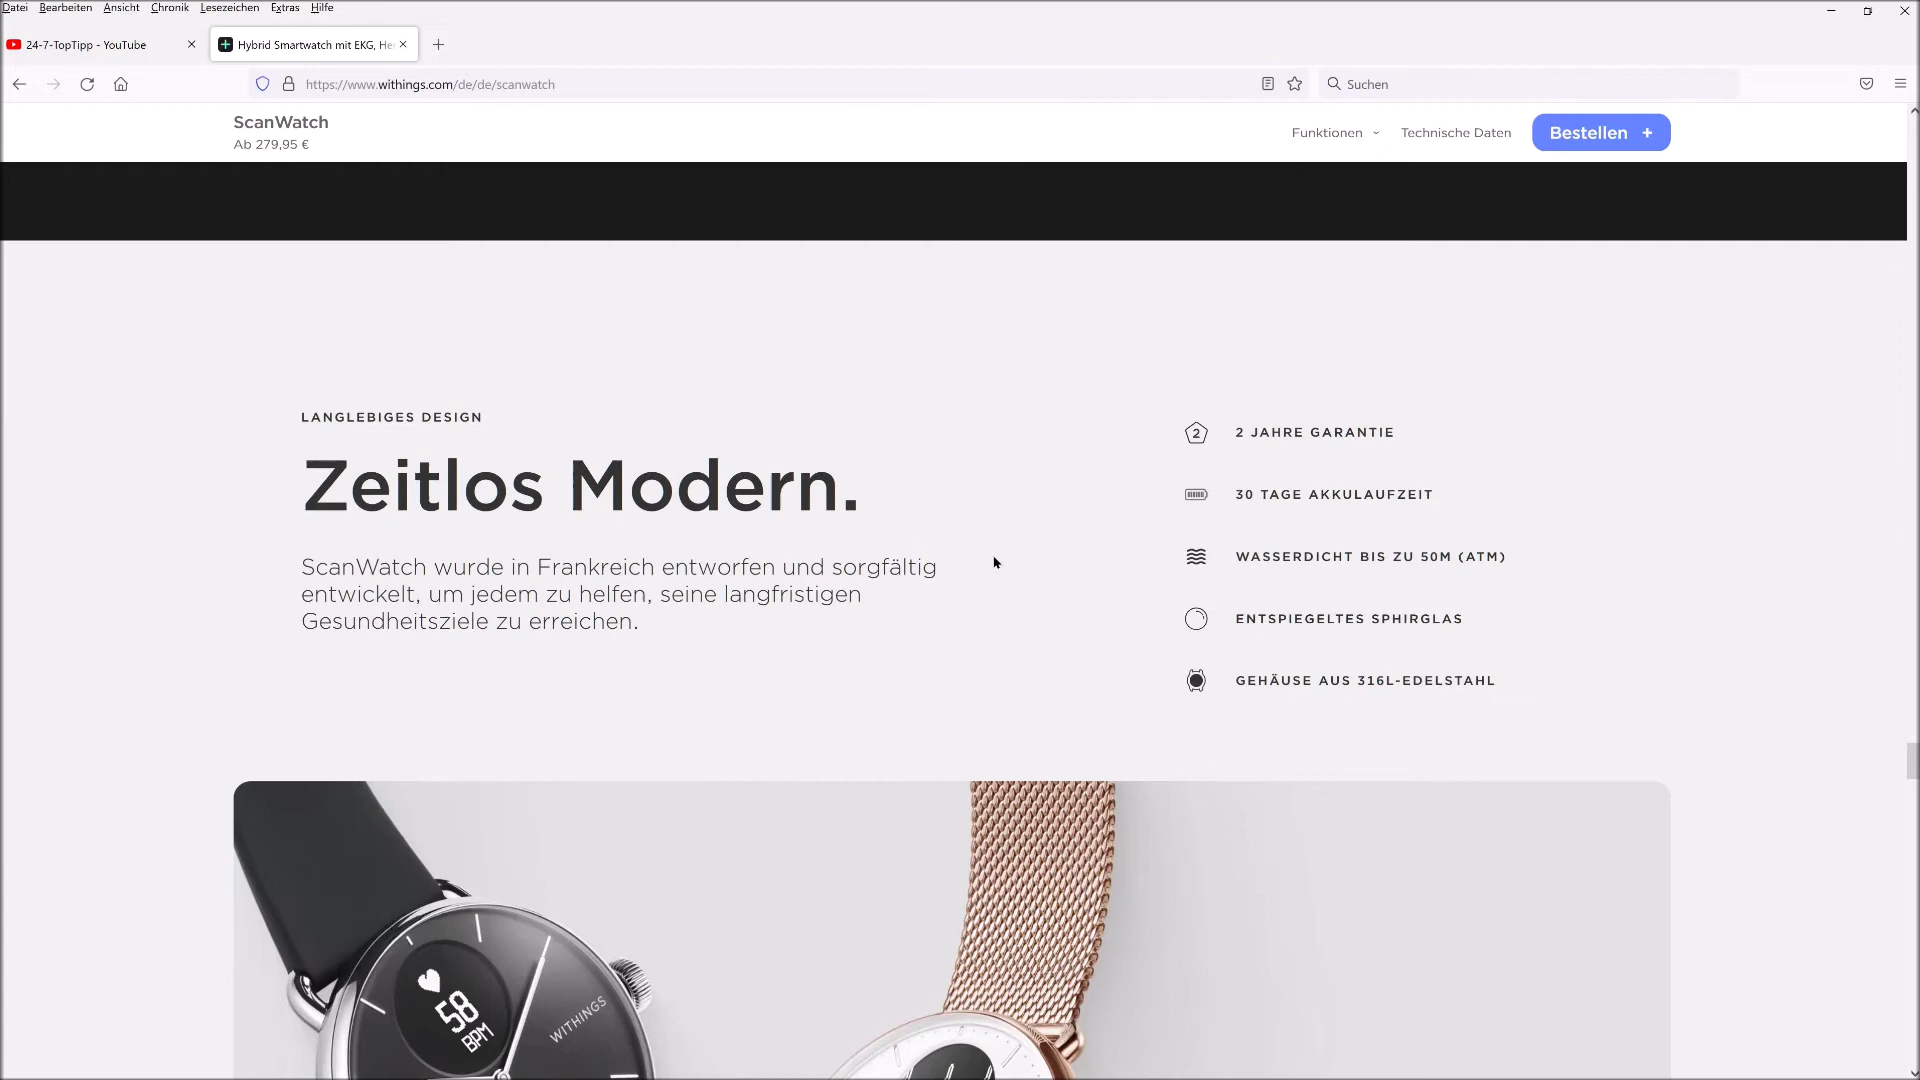 Datei Bearbeiten Ansicht Chronik Lesezeichen Extras Hilfe
24-7-TopTipp - YouTube
Hybrid Smartwatch mit EKG, He
https://www.withings.com/de/de/scanwatch
Suchen
ScanWatch
Ab 279,95 €
Funktionen
Technische Daten
Bestellen +
LANGLEBIGES DESIGN
Zeitlos Modern.
ScanWatch wurde in Frankreich entworfen und sorgfältig
entwickelt, um jedem zu helfen, seine langfristigen
Gesundheitsziele zu erreichen.
2
2 JAHRE GARANTIE
30 TAGE AKKULAUFZEIT
WASSERDICHT BIS ZU 50M (ATM)
ENTSPIEGELTES SPHIRGLAS
GEHÄUSE AUS 316L-EDELSTAHL
58
BPM
WITHINGS